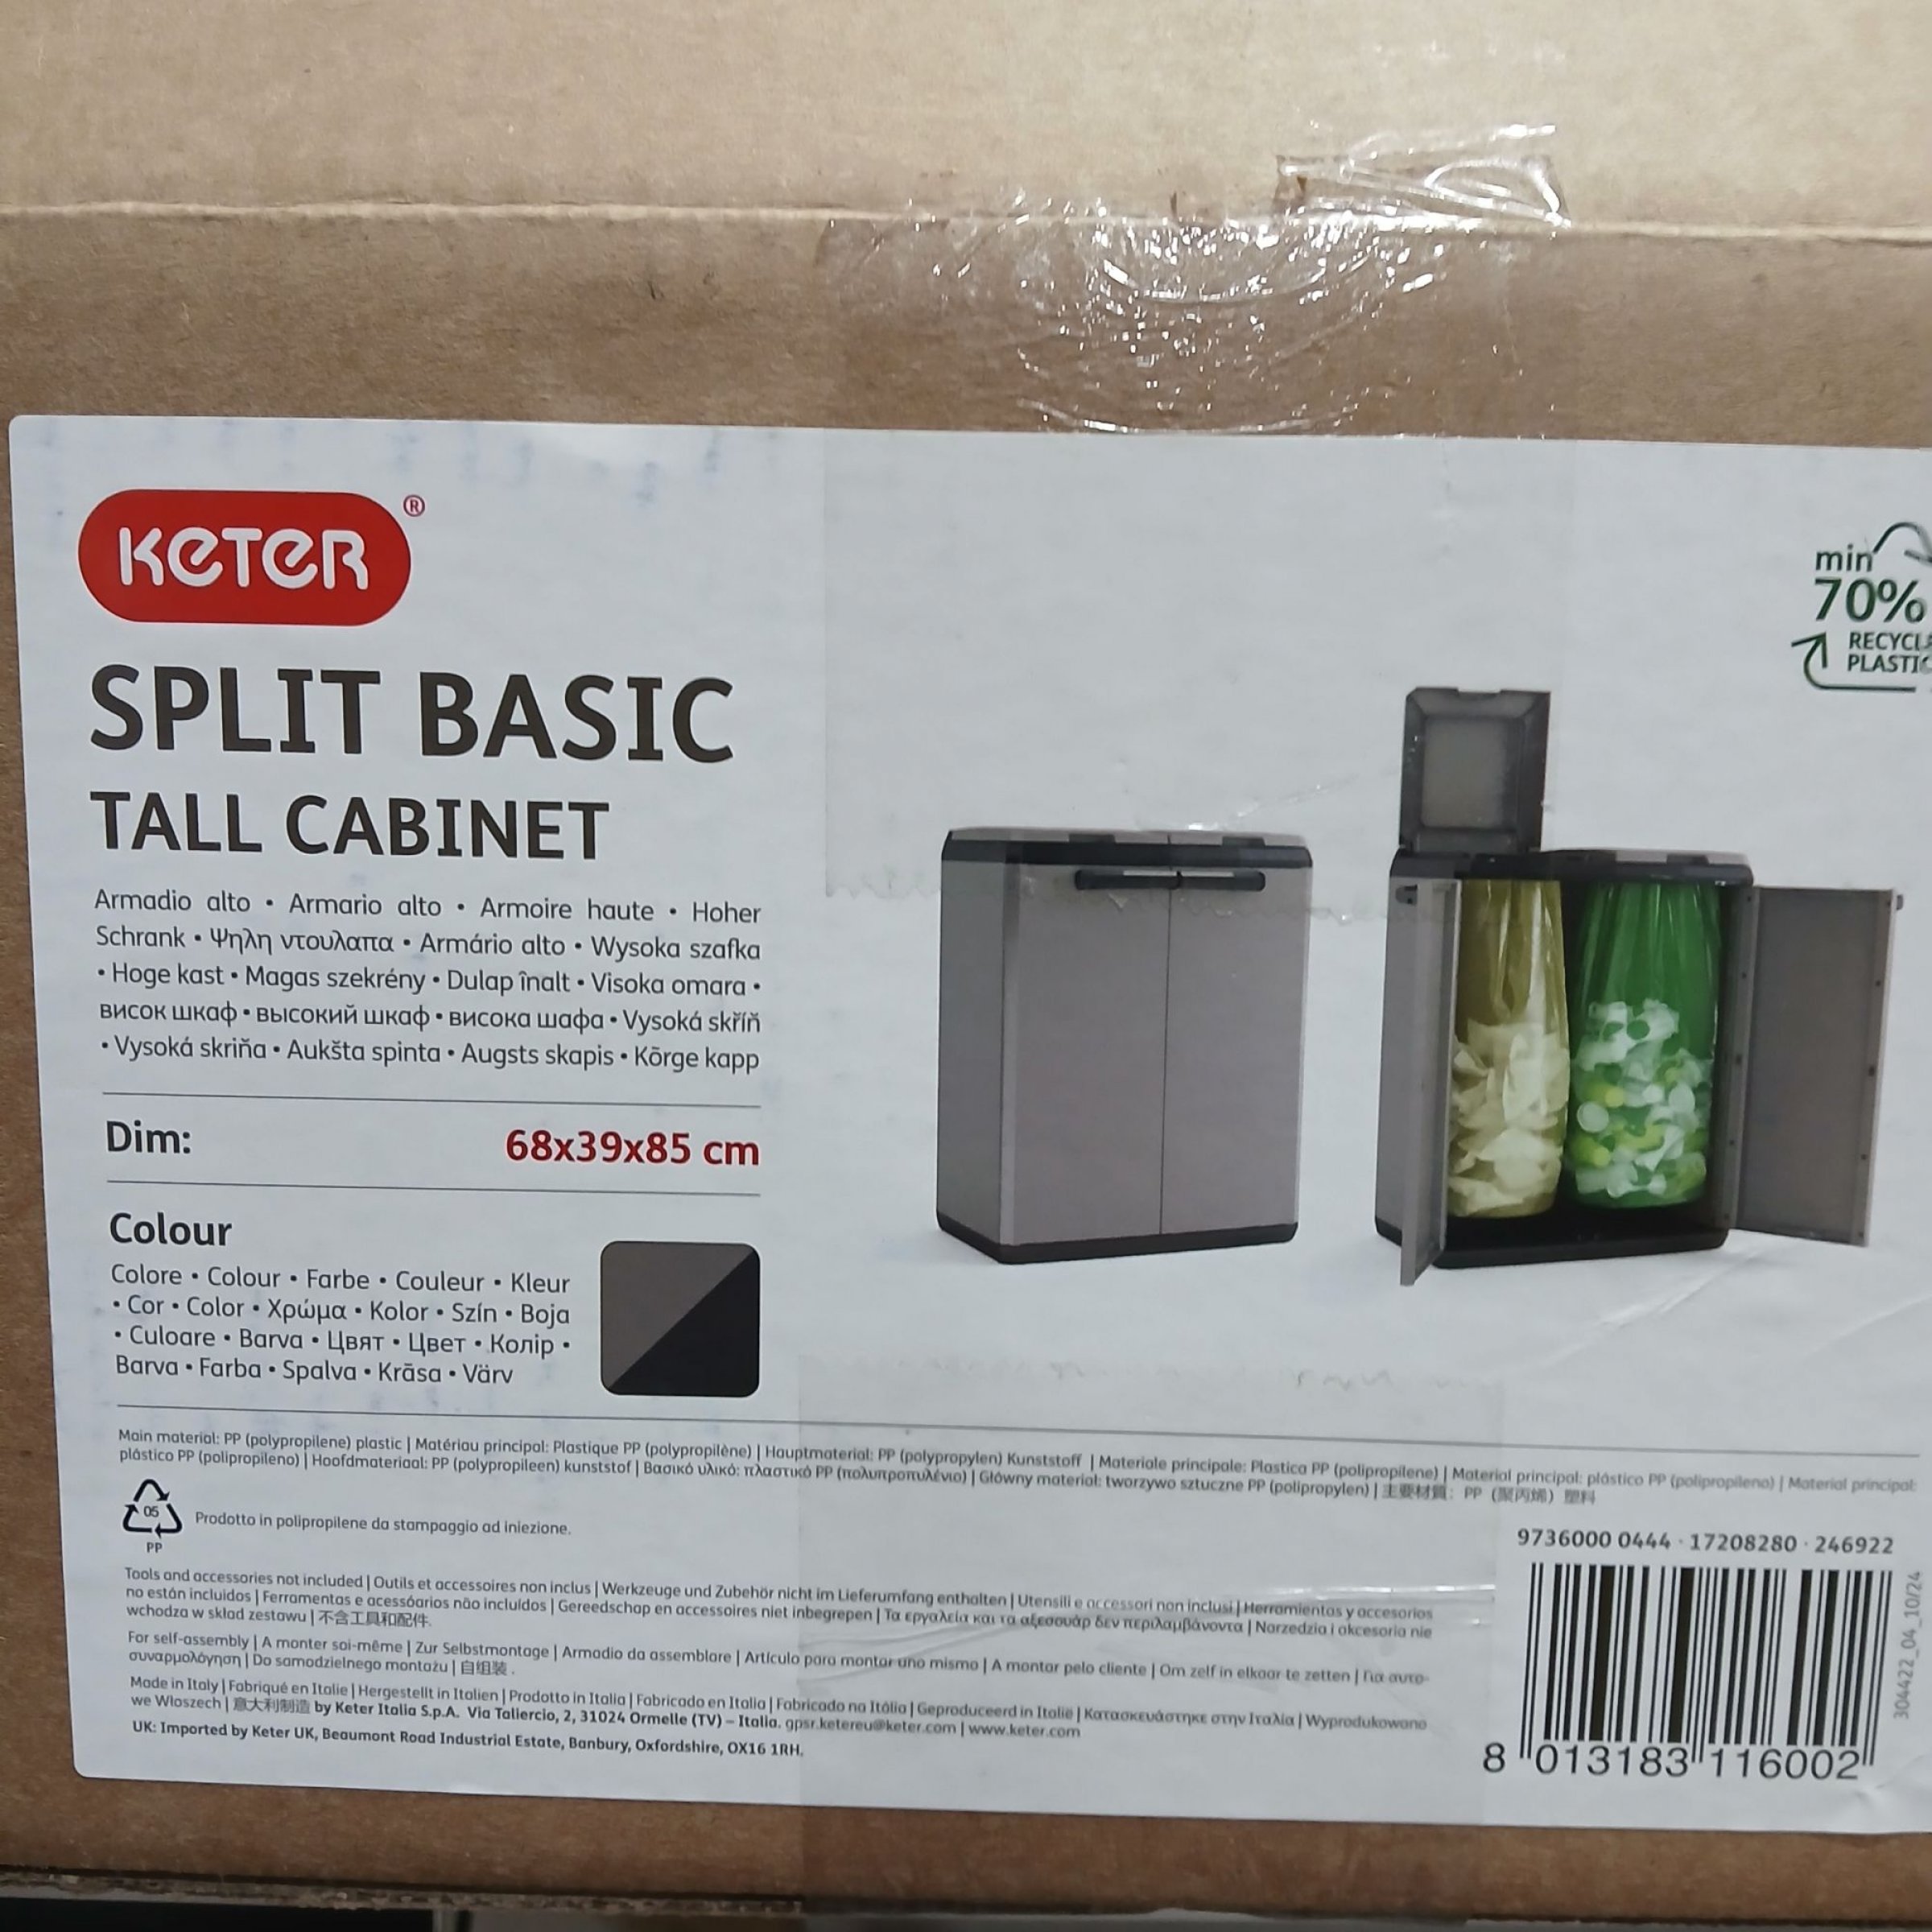 KETER®
SPLIT BASIC
TALL CABINET
Armadio alto • Armario alto • Armoire haute • Hoher
Schrank • Ψηλη ντουλαπα • Armário alto • Wysoka szafka
• Hoge kast • Magas szekrény • Dulap înalt • Visoka omara •
висок шкаф • высокий шкаф • висока шафа • Vysoká skříň
• Vysoká skriňa • Aukšta spinta • Augsts skapis • Kõrge kapp
Dim: 68x39x85 cm
Colour
Colore • Colour • Farbe • Couleur • Kleur
• Cor • Color • Χρώμα • Kolor • Szín • Boja
• Culoare • Barva • Цвят • Цвет • Колір •
Barva • Farba • Spalva • Krāsa • Värv
min
70%
PLASTIC
Main material: PP (polypropilene) plastic | Matériau principal: Plastique PP (polypropilène) | Hauptmaterial: PP (polypropylen) Kunststoff | Materiale principale: Plastica PP (polipropilene) | Material principal: plástico PP (polipropileno) | Material principal:
plástico PP (polipropileno) | Hoofdmateriaal: PP (polypropileen) kunststof | Βασικό υλικό: πλαστικό PP (πολυπροπυλένιο) | Główny material: tworzywo sztuczne PP (polipropylen) | 主要材質: PP (聚丙烯) 塑料
05
PP
Prodotto in polipropilene da stampaggio ad iniezione.
Tools and accessories not included | Outils et accessoires non inclus | Werkzeuge und Zubehör nicht im Lieferumfang enthalten | Utensili e accessori non inclusi | Herramientas y accesorios
no están incluidos | Ferramentas e acessórios não incluídos | Gereedschap en accessoires niet inbegrepen | Τα εργαλεία και τα αξεσουάρ δεν περιλαμβάνοντα | Narzedzia i akcesoria nie
wchodza w skład zestawu | 不含工具和配件.
For self-assembly | A monter soi-même | Zur Selbstmontage | Armadio da assemblare | Artículo para montar uno mismo | A montar pelo cliente | Om zelf in elkaar te zetten | Για αυτο-
συναρμολόγηση | Do samodzielnego montażu | 自组装 .
Made in Italy | Fabriqué en Italie | Hergestellt in Italien | Prodotto in Italia | Fabricado en Italia | Fabricado na Itália | Geproduceerd in Italie | Κατασκευάστηκε στην Ιταλία | Wyprodukowano
we Włoszech | 意大利制造 by Keter Italia S.p.A. Via Taliercio, 2, 31024 Ormelle (TV) – Italia. gpsr.ketereu@keter.com | www.keter.com
UK: Imported by Keter UK, Beaumont Road Industrial Estate, Banbury, Oxfordshire, OX16 1RH.
9736000 0444 · 17208280 · 246922
304422_04_10/24
8 013183 116002